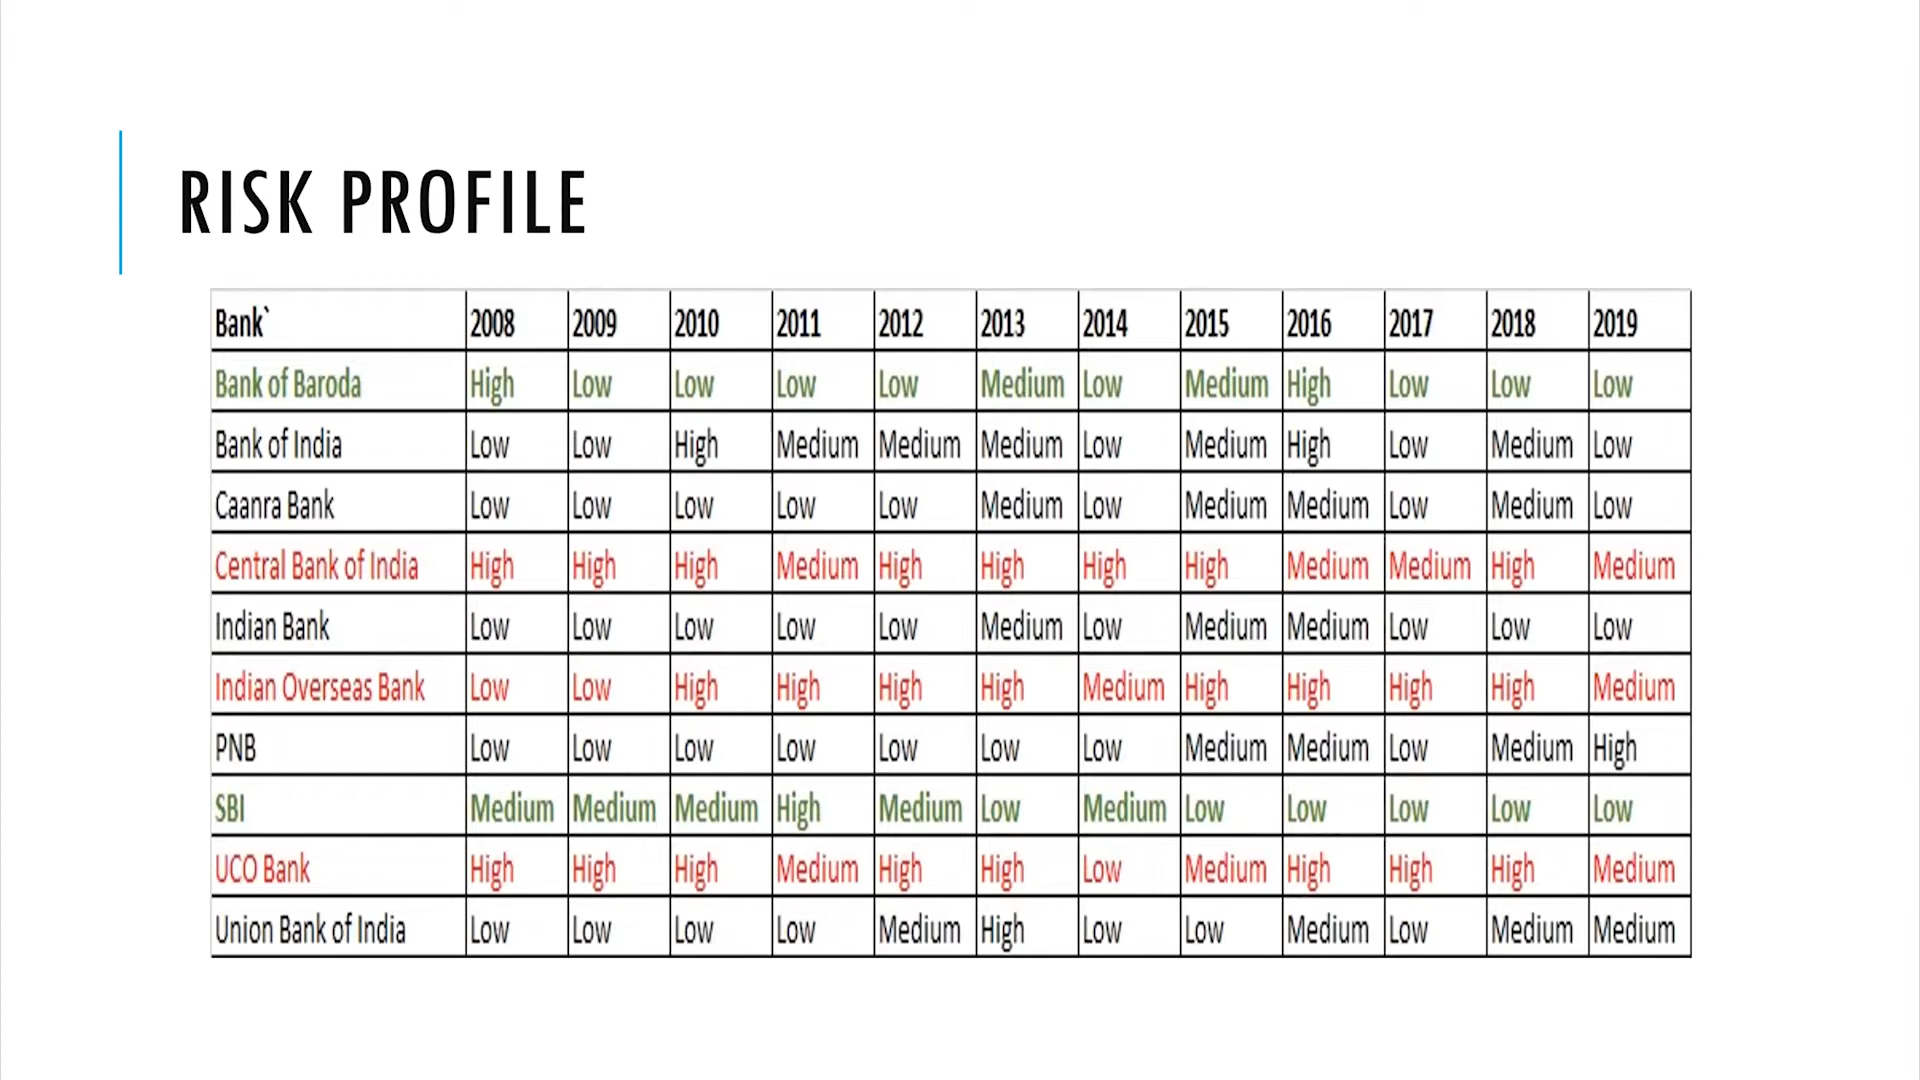 RISK PROFILE
Bank` 2008 2009 2010 2011 2012 2013 2014 2015 2016 2017 2018 2019
Bank of Baroda High Low Low Low Low Medium Low Medium High Low Low Low
Bank of India Low Low High Medium Medium Medium Low Medium High Low Medium Low
Caanra Bank Low Low Low Low Low Medium Low Medium Medium Low Medium Low
Central Bank of India High High High Medium High High High High Medium Medium High Medium
Indian Bank Low Low Low Low Low Medium Low Medium Medium Low Low Low
Indian Overseas Bank Low Low High High High High Medium High High High High Medium
PNB Low Low Low Low Low Low Low Medium Medium Low Medium High
SBI Medium Medium Medium High Medium Low Medium Low Low Low Low Low
UCO Bank High High High Medium High High Low Medium High High High Medium
Union Bank of India Low Low Low Low Medium High Low Low Medium Low Medium Medium